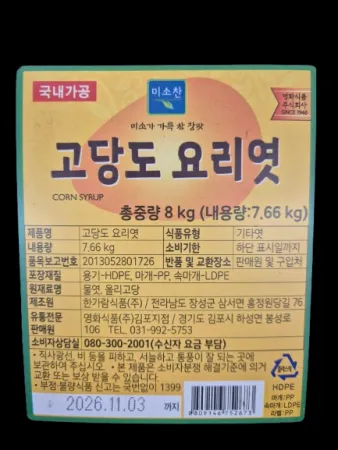 국내가공
미소찬
영화식품
주식회사
SINCE 1948
미소가 가득 찬 찬
고당도 요리엿
CORN SYRUP
총중량 8 kg (내용량:7.66 kg)
제품명 고당도 요리엿 식품유형 기타엿
내용량 7.66 kg 소비기한 하단 표시일까지
품목보고번호 2013052801726 반품 및 교환장소 판매원 및 구입처
포장재질 용기-HDPE, 마개-PP, 속마개-LDPE
원재료명 물엿, 올리고당
제조원 한가람식품(주) / 전라남도 장성군 삼서면 홍정원당길 76
유통전문 판매원 영화식품(주)김포지점 / 경기도 김포시 하성면 봉성로 106 TEL. 031-992-5753
소비자상담실 080-300-2001(수신자 요금 부담)
• 직사광선, 비 등을 피하고, 서늘하고 통풍이 잘 되는 곳에
보관하여 주십시오 • 본 제품은 소비자분쟁 해결기준에 의거
교환 또는 보상 받을 수 있습니다.
• 부정·불량식품 신고는 국번없이 1399
2026.11.03 까지
8809146752673
HDPE
마개:PP
속마개:LDPE
라벨:PP